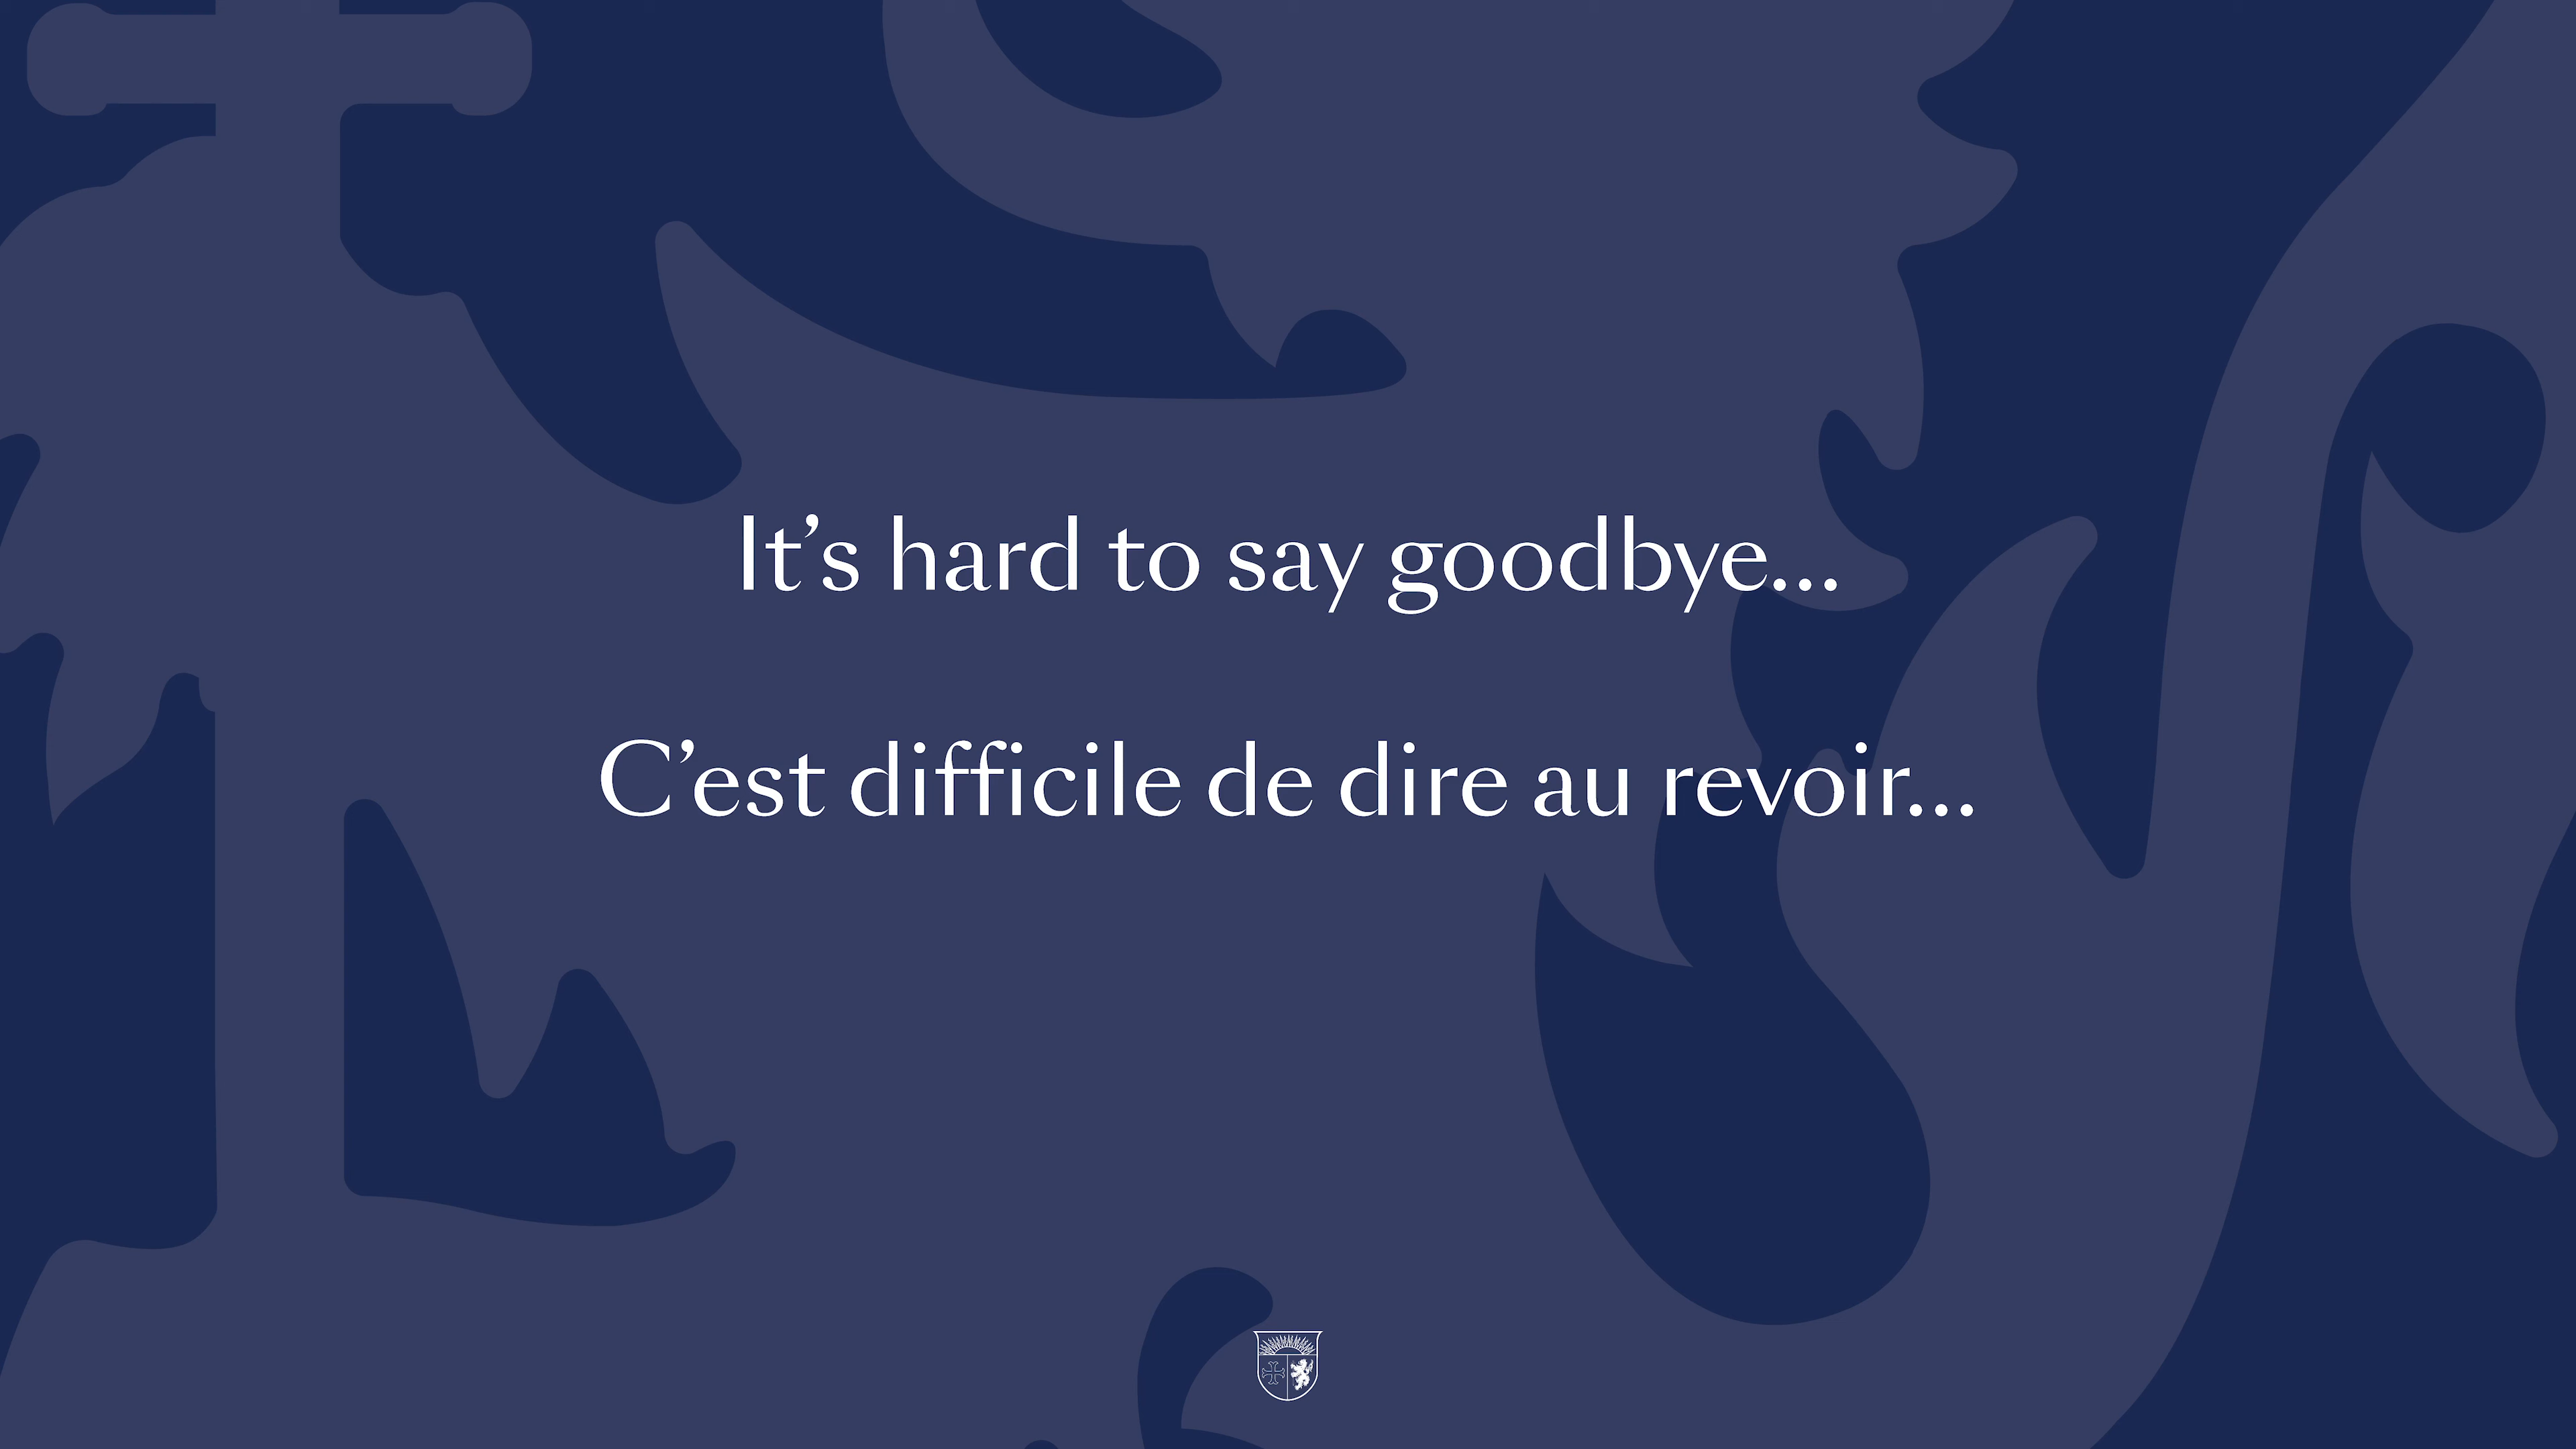 It’s hard to say goodbye...
C’est difficile de dire au revoir...